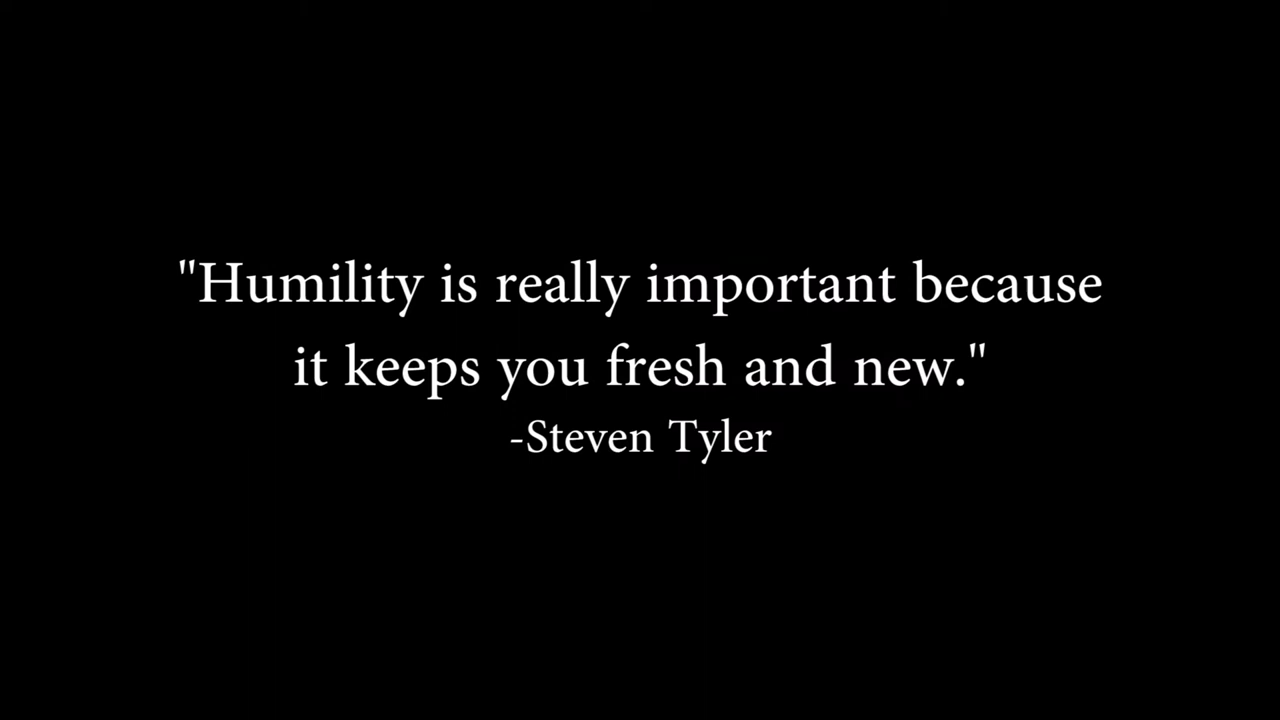 "Humility is really important because
it keeps you fresh and new."
-Steven Tyler